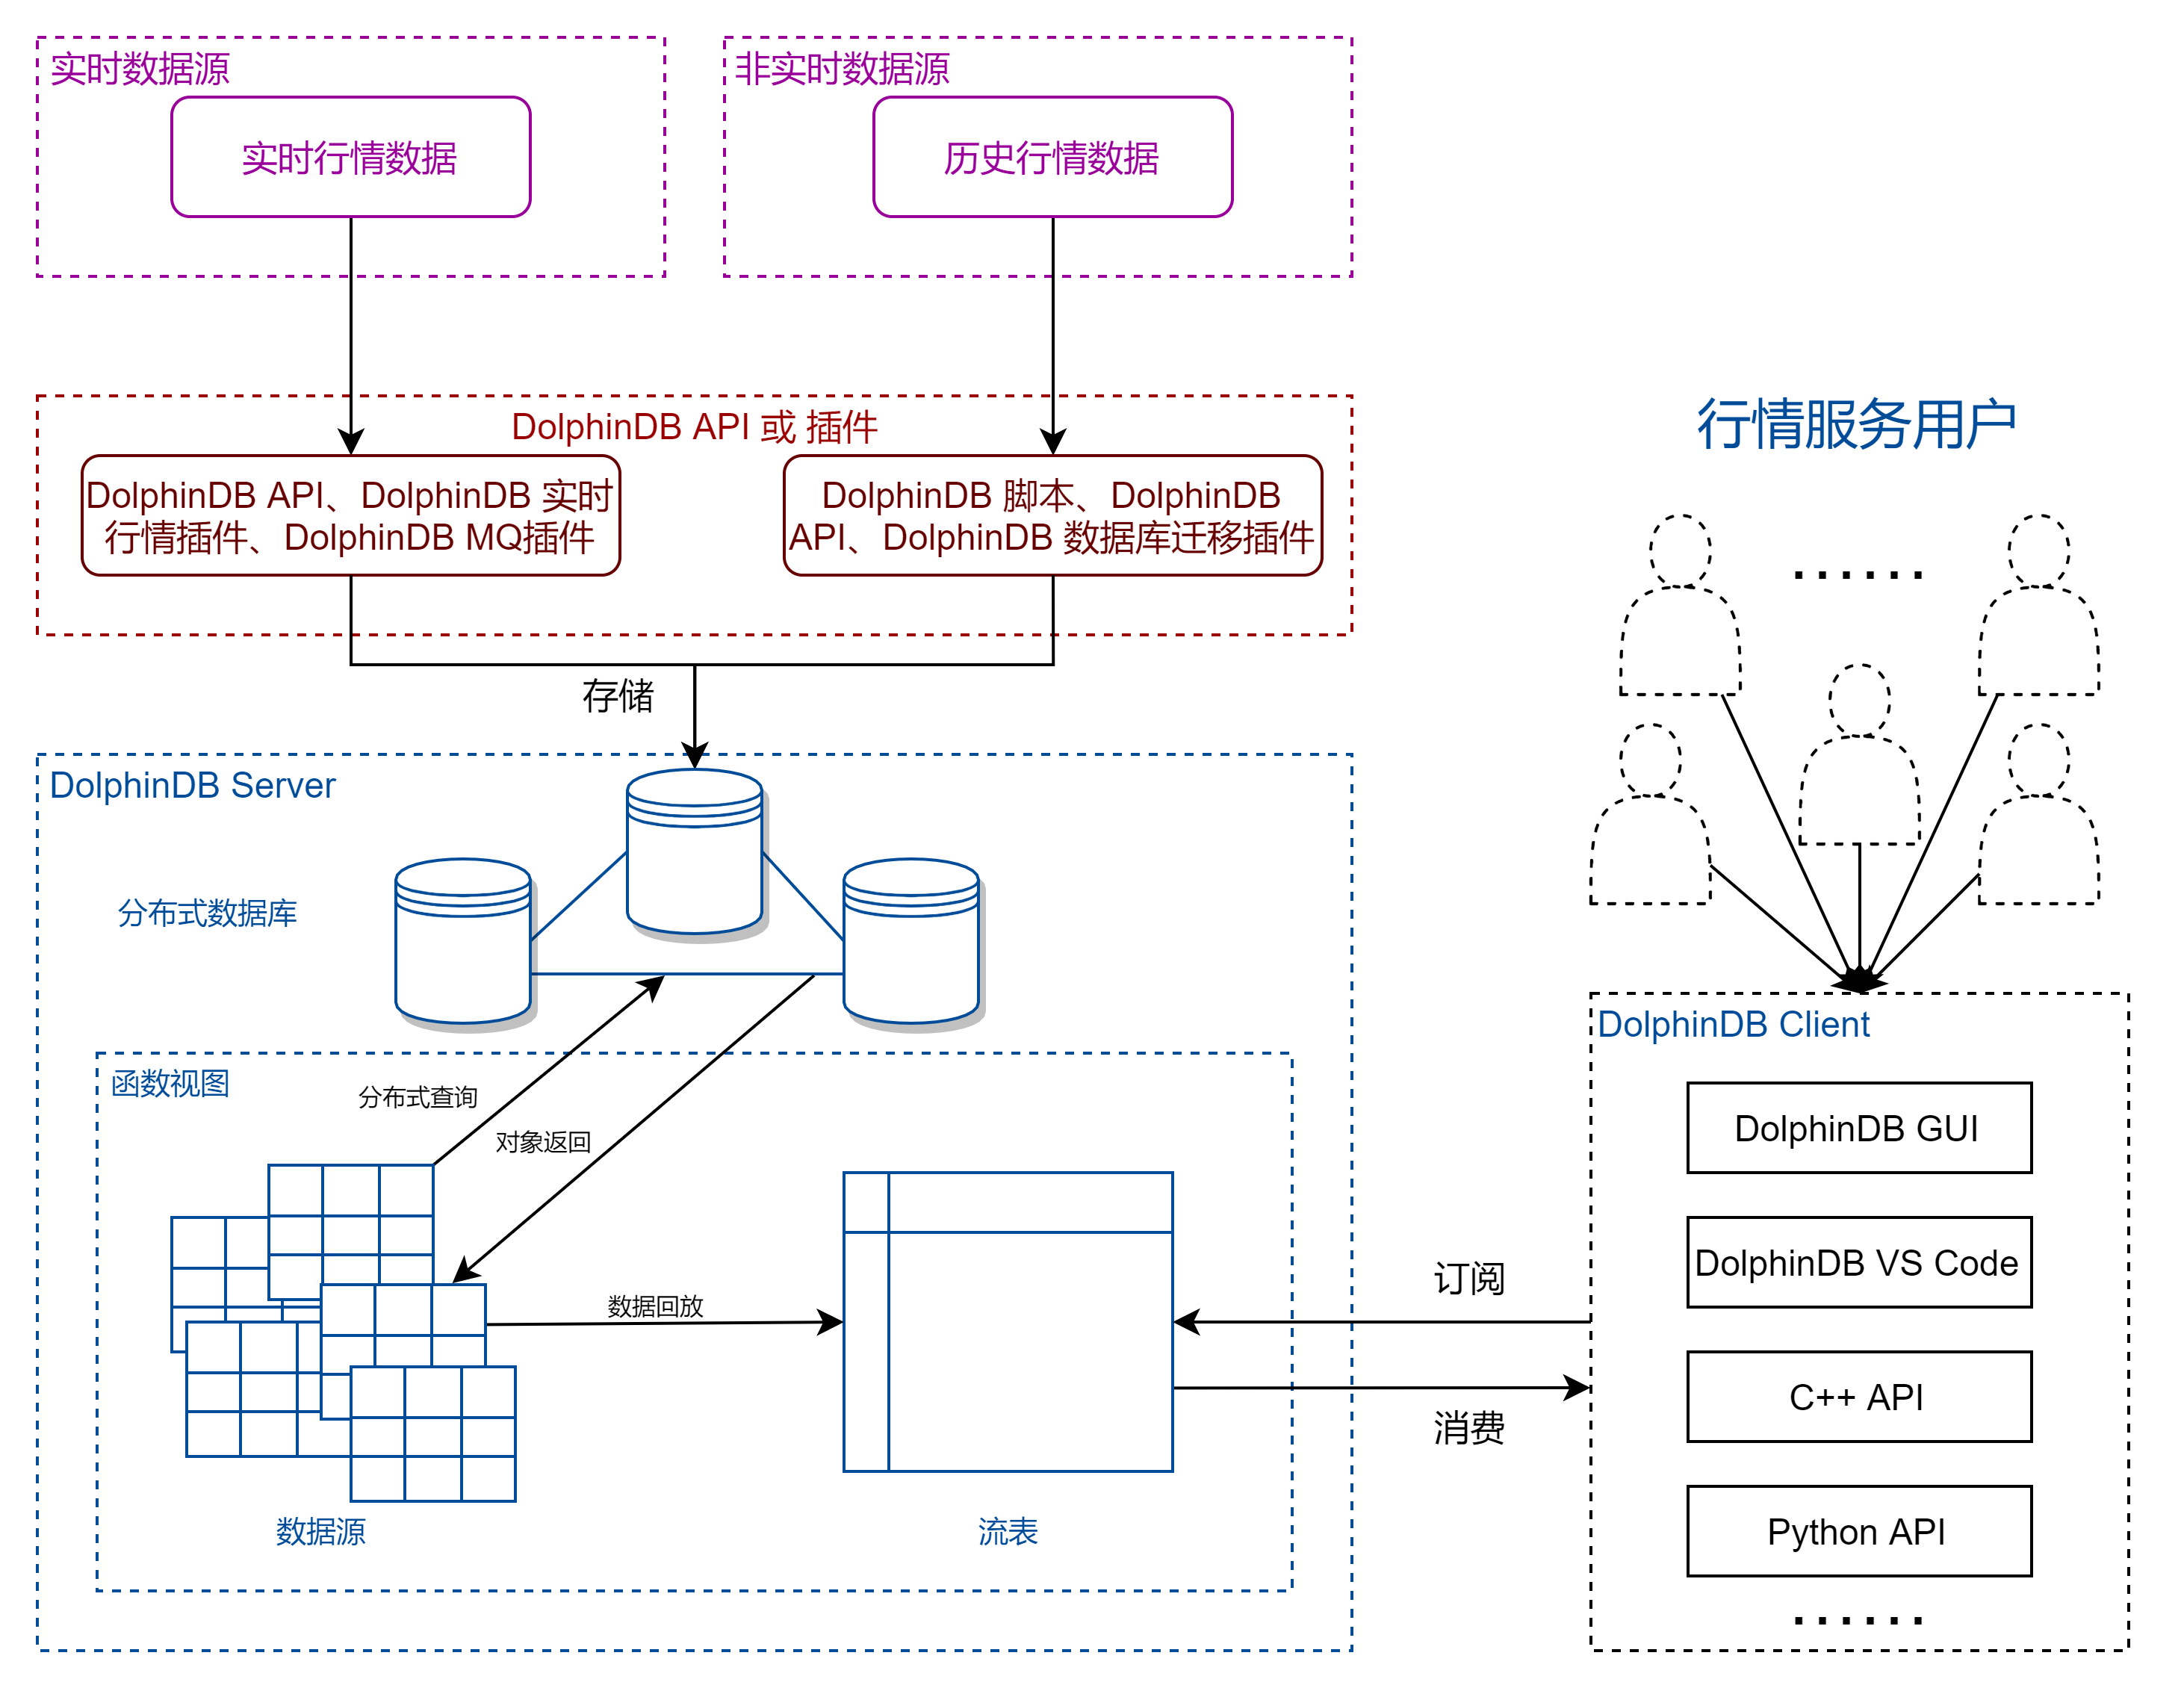 实时数据源
非实时数据源
实时行情数据
历史行情数据
DolphinDB API 或 插件
DolphinDB API、DolphinDB 实时
行情插件、DolphinDB MQ插件
DolphinDB 脚本、DolphinDB
API、DolphinDB 数据库迁移插件
行情服务用户
......
存储
DolphinDB Server
分布式数据库
函数视图
分布式查询
对象返回
数据回放
数据源
流表
订阅
消费
DolphinDB Client
DolphinDB GUI
DolphinDB VS Code
C++ API
Python API
......